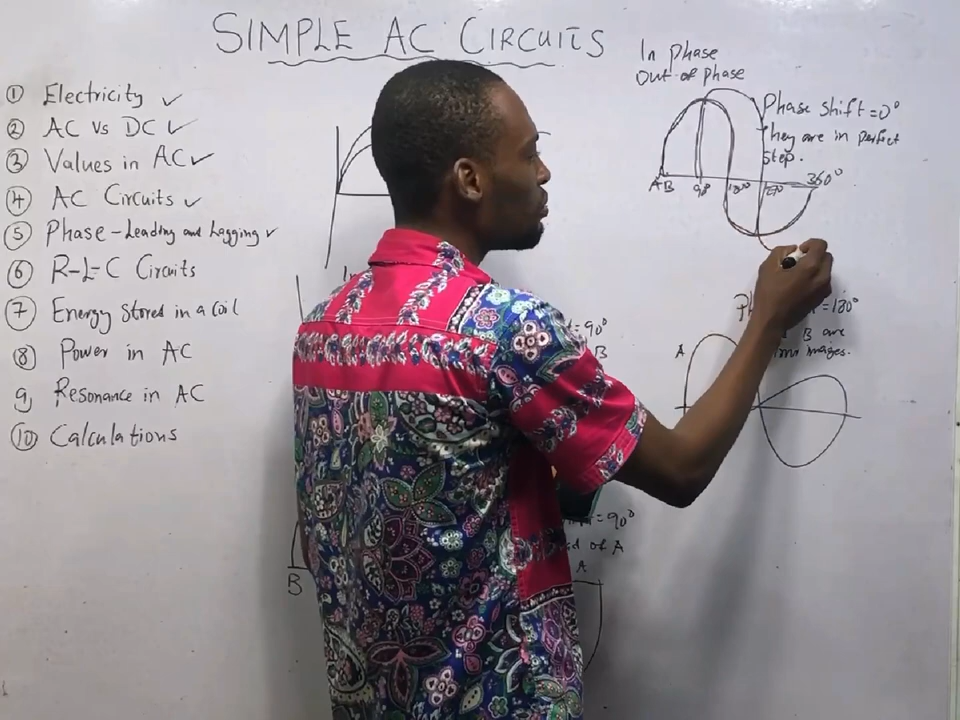 SIMPLE AC CIRCUITS
① Electricity ✓
② AC Vs DC ✓
③ Values in AC ✓
④ AC Circuits ✓
⑤ Phase - Leading and Lagging ✓
⑥ R-L-C Circuits
⑦ Energy Stored in a coil
⑧ Power in AC
9, Resonance in AC
⑩ Calculations
In phase
Out of phase
Phase shift = 0°
They are in perfect
step.
A B 90° 180° 270° 360°
= 180°
B are
images.
A
= 90°
B
= 90°
of A
A
B